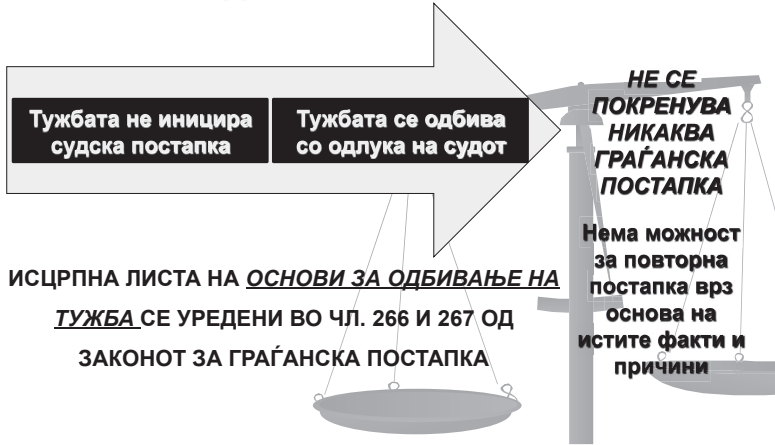 Тужбата не иницира
судска постапка
Тужбата се одбива
со одлука на судот
НЕ СЕ
ПОКРЕНУВА
НИКАКВА
ГРАЃАНСКА
ПОСТАПКА
Нема можност
за повторна
постапка врз
основа на
истите факти и
причини
ИСЦРПНА ЛИСТА НА ОСНОВИ ЗА ОДБИВАЊЕ НА
ТУЖБА СЕ УРЕДЕНИ ВО ЧЛ. 266 И 267 ОД
ЗАКОНОТ ЗА ГРАЃАНСКА ПОСТАПКА